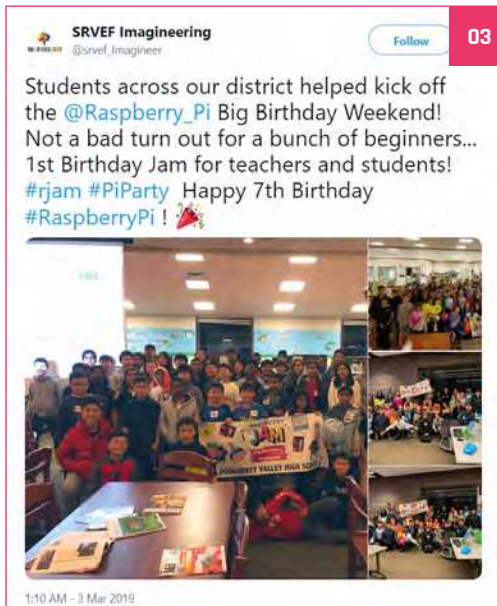 03
SRVEF Imagineering
@srvef_Imagineer
Follow
Students across our district helped kick off
the @Raspberry_Pi Big Birthday Weekend!
Not a bad turn out for a bunch of beginners...
1st Birthday Jam for teachers and students!
#rjam #PiParty Happy 7th Birthday
#RaspberryPi !
JAM
DOUGHERTY VALLEY HIGH SCHOOL
1:10 AM - 3 Mar 2019